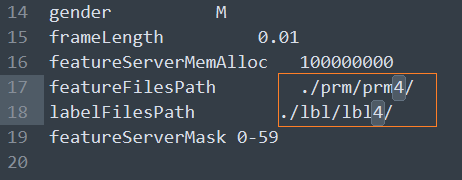 14 gender M
15 frameLength 0.01
16 featureServerMemAlloc 100000000
17 featureFilesPath ./prm/prm4/
18 labelFilesPath ./lbl/lbl4/
19 featureServerMask 0-59
20